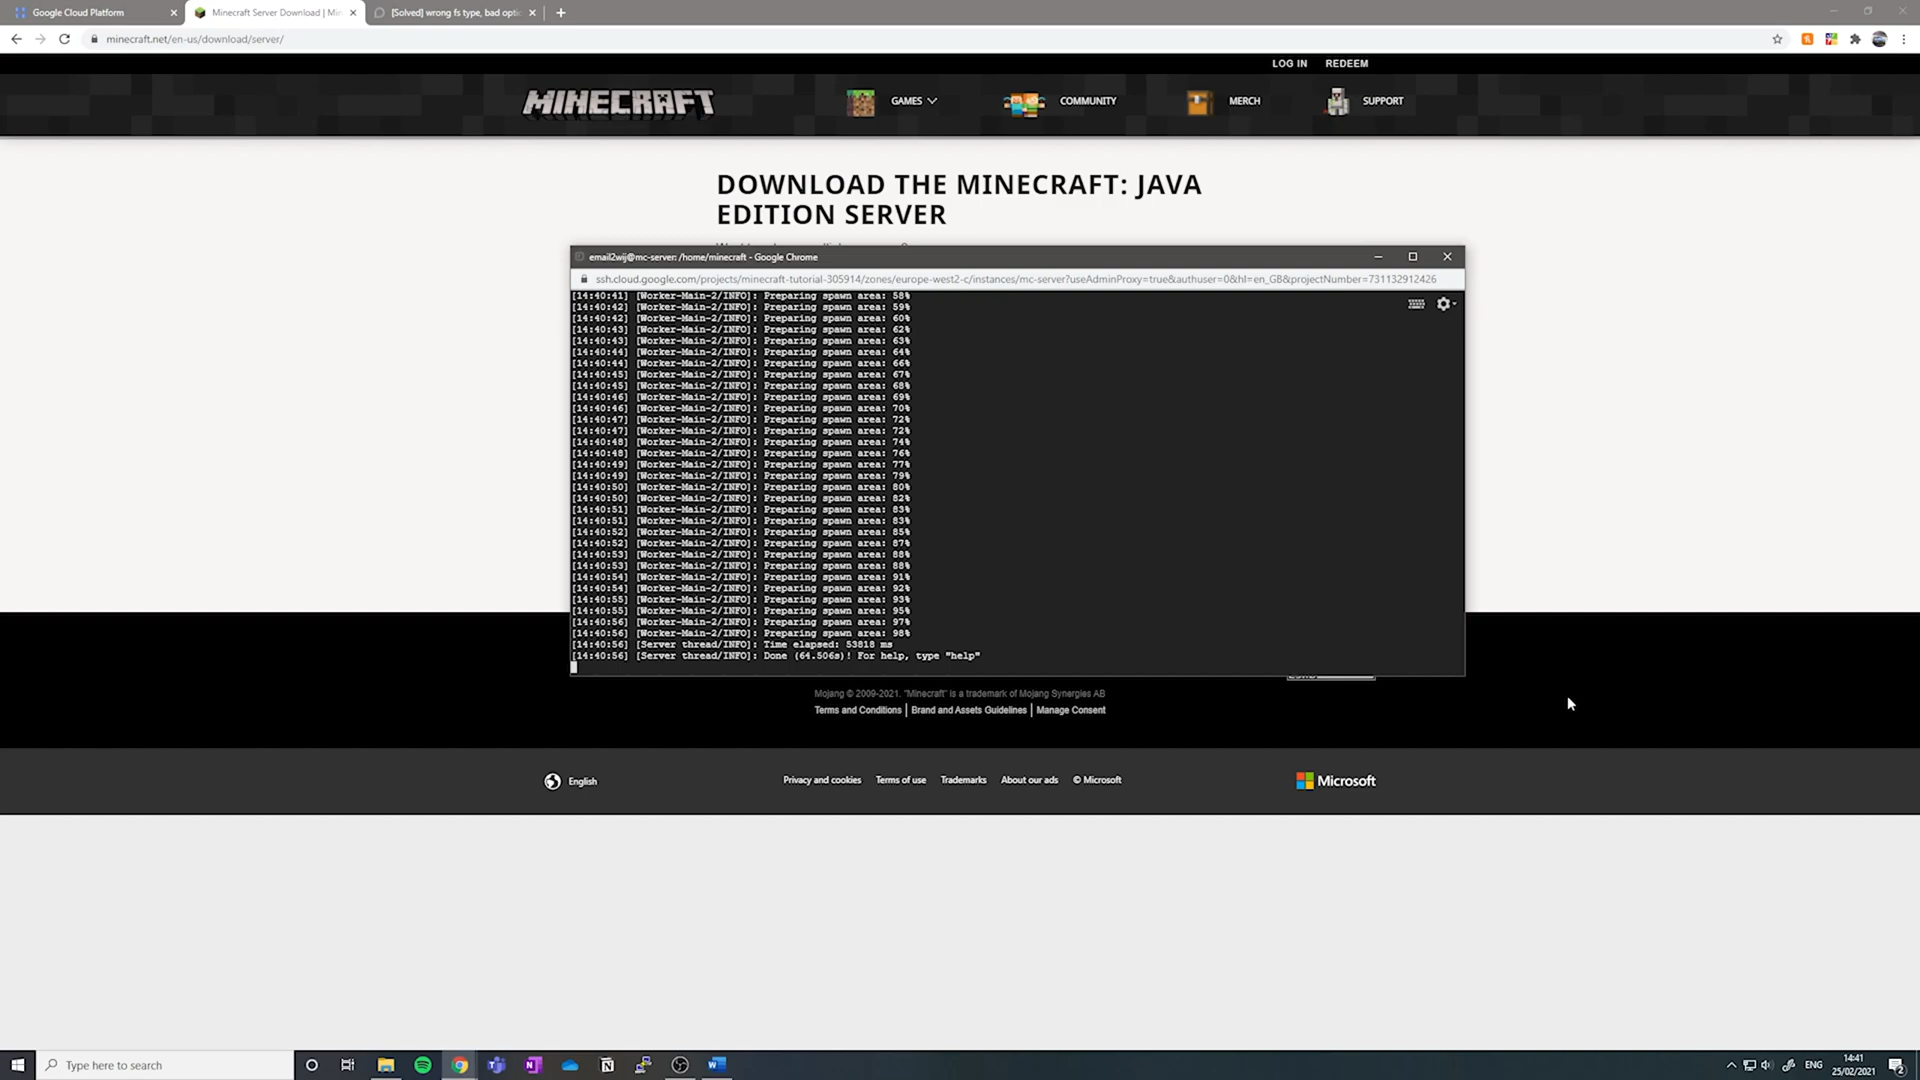 Google Cloud Platform
Minecraft Server Download | Mi
[Solved] wrong fs type, bad opti
minecraft.net/en-us/download/server/
LOG IN REDEEM
MINECRAFT
GAMES COMMUNITY MERCH SUPPORT
DOWNLOAD THE MINECRAFT: JAVA
EDITION SERVER
email2wij@mc-server: /home/minecraft - Google Chrome
ssh.cloud.google.com/projects/minecraft-tutorial-305914/zones/europe-west2-c/instances/mc-server?useAdminProxy=true&authuser=0&hl=en_GB&projectNumber=731132912426
[14:40:41] [Worker-Main-2/INFO]: Preparing spawn area: 58%
[14:40:42] [Worker-Main-2/INFO]: Preparing spawn area: 59%
[14:40:42] [Worker-Main-2/INFO]: Preparing spawn area: 60%
[14:40:43] [Worker-Main-2/INFO]: Preparing spawn area: 62%
[14:40:43] [Worker-Main-2/INFO]: Preparing spawn area: 63%
[14:40:44] [Worker-Main-2/INFO]: Preparing spawn area: 64%
[14:40:44] [Worker-Main-2/INFO]: Preparing spawn area: 66%
[14:40:45] [Worker-Main-2/INFO]: Preparing spawn area: 67%
[14:40:45] [Worker-Main-2/INFO]: Preparing spawn area: 68%
[14:40:46] [Worker-Main-2/INFO]: Preparing spawn area: 69%
[14:40:46] [Worker-Main-2/INFO]: Preparing spawn area: 70%
[14:40:47] [Worker-Main-2/INFO]: Preparing spawn area: 72%
[14:40:47] [Worker-Main-2/INFO]: Preparing spawn area: 72%
[14:40:48] [Worker-Main-2/INFO]: Preparing spawn area: 74%
[14:40:48] [Worker-Main-2/INFO]: Preparing spawn area: 76%
[14:40:49] [Worker-Main-2/INFO]: Preparing spawn area: 77%
[14:40:49] [Worker-Main-2/INFO]: Preparing spawn area: 79%
[14:40:50] [Worker-Main-2/INFO]: Preparing spawn area: 80%
[14:40:50] [Worker-Main-2/INFO]: Preparing spawn area: 82%
[14:40:51] [Worker-Main-2/INFO]: Preparing spawn area: 83%
[14:40:51] [Worker-Main-2/INFO]: Preparing spawn area: 83%
[14:40:52] [Worker-Main-2/INFO]: Preparing spawn area: 85%
[14:40:52] [Worker-Main-2/INFO]: Preparing spawn area: 87%
[14:40:53] [Worker-Main-2/INFO]: Preparing spawn area: 88%
[14:40:53] [Worker-Main-2/INFO]: Preparing spawn area: 88%
[14:40:54] [Worker-Main-2/INFO]: Preparing spawn area: 91%
[14:40:54] [Worker-Main-2/INFO]: Preparing spawn area: 92%
[14:40:55] [Worker-Main-2/INFO]: Preparing spawn area: 93%
[14:40:55] [Worker-Main-2/INFO]: Preparing spawn area: 95%
[14:40:56] [Worker-Main-2/INFO]: Preparing spawn area: 97%
[14:40:56] [Worker-Main-2/INFO]: Preparing spawn area: 98%
[14:40:56] [Server thread/INFO]: Time elapsed: 53818 ms
[14:40:56] [Server thread/INFO]: Done (64.506s)! For help, type "help"
Mojang © 2009-2021. "Minecraft" is a trademark of Mojang Synergies AB
Terms and Conditions | Brand and Assets Guidelines | Manage Consent
English Privacy and cookies Terms of use Trademarks About our ads © Microsoft Microsoft
Type here to search
ENG
14:41
25/02/2021
2